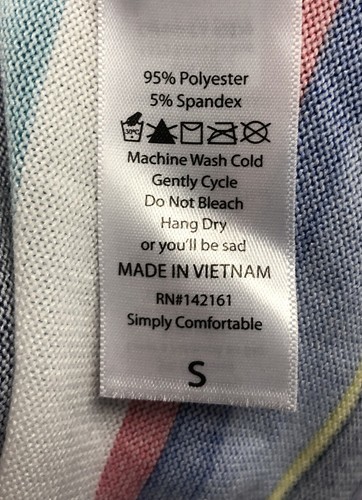 95% Polyester
5% Spandex
30°C
Machine Wash Cold
Gently Cycle
Do Not Bleach
Hang Dry
or you'll be sad
MADE IN VIETNAM
RN#142161
Simply Comfortable
S